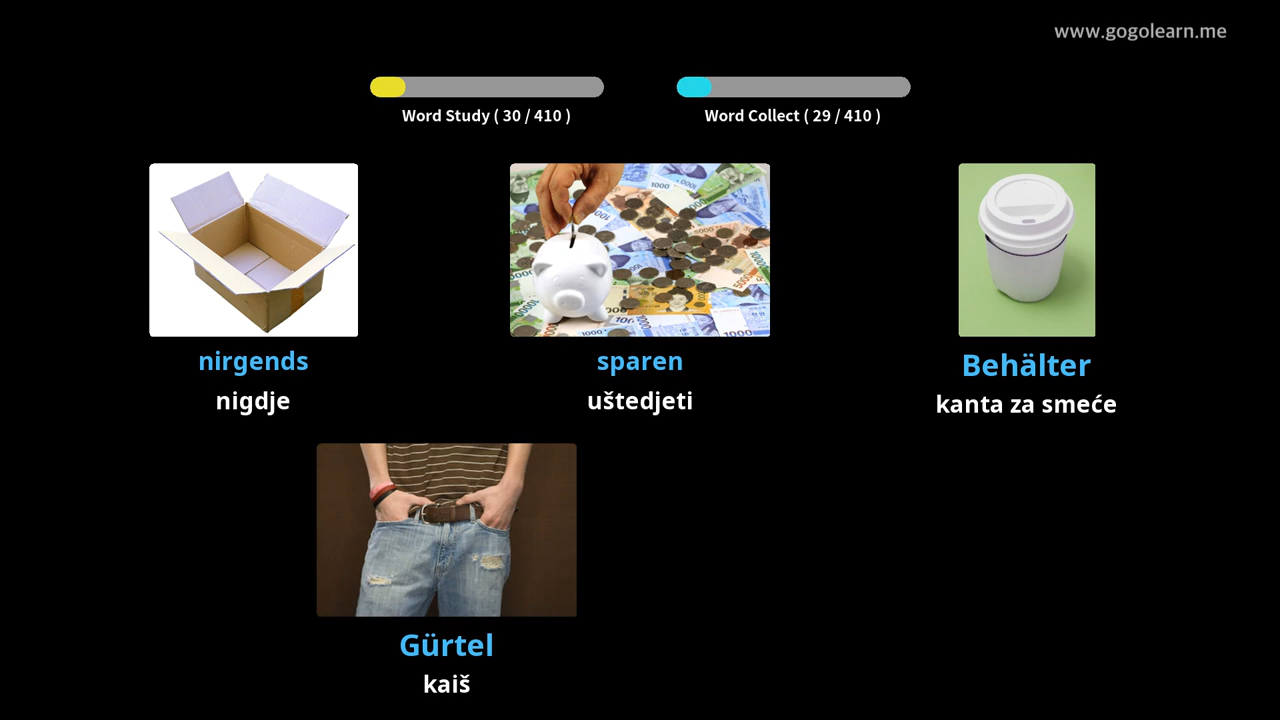 www.gogolearn.me
Word Study ( 30 / 410 )
Word Collect ( 29 / 410 )
nirgends
nigdje
sparen
uštedjeti
Behälter
kanta za smeće
Gürtel
kaiš